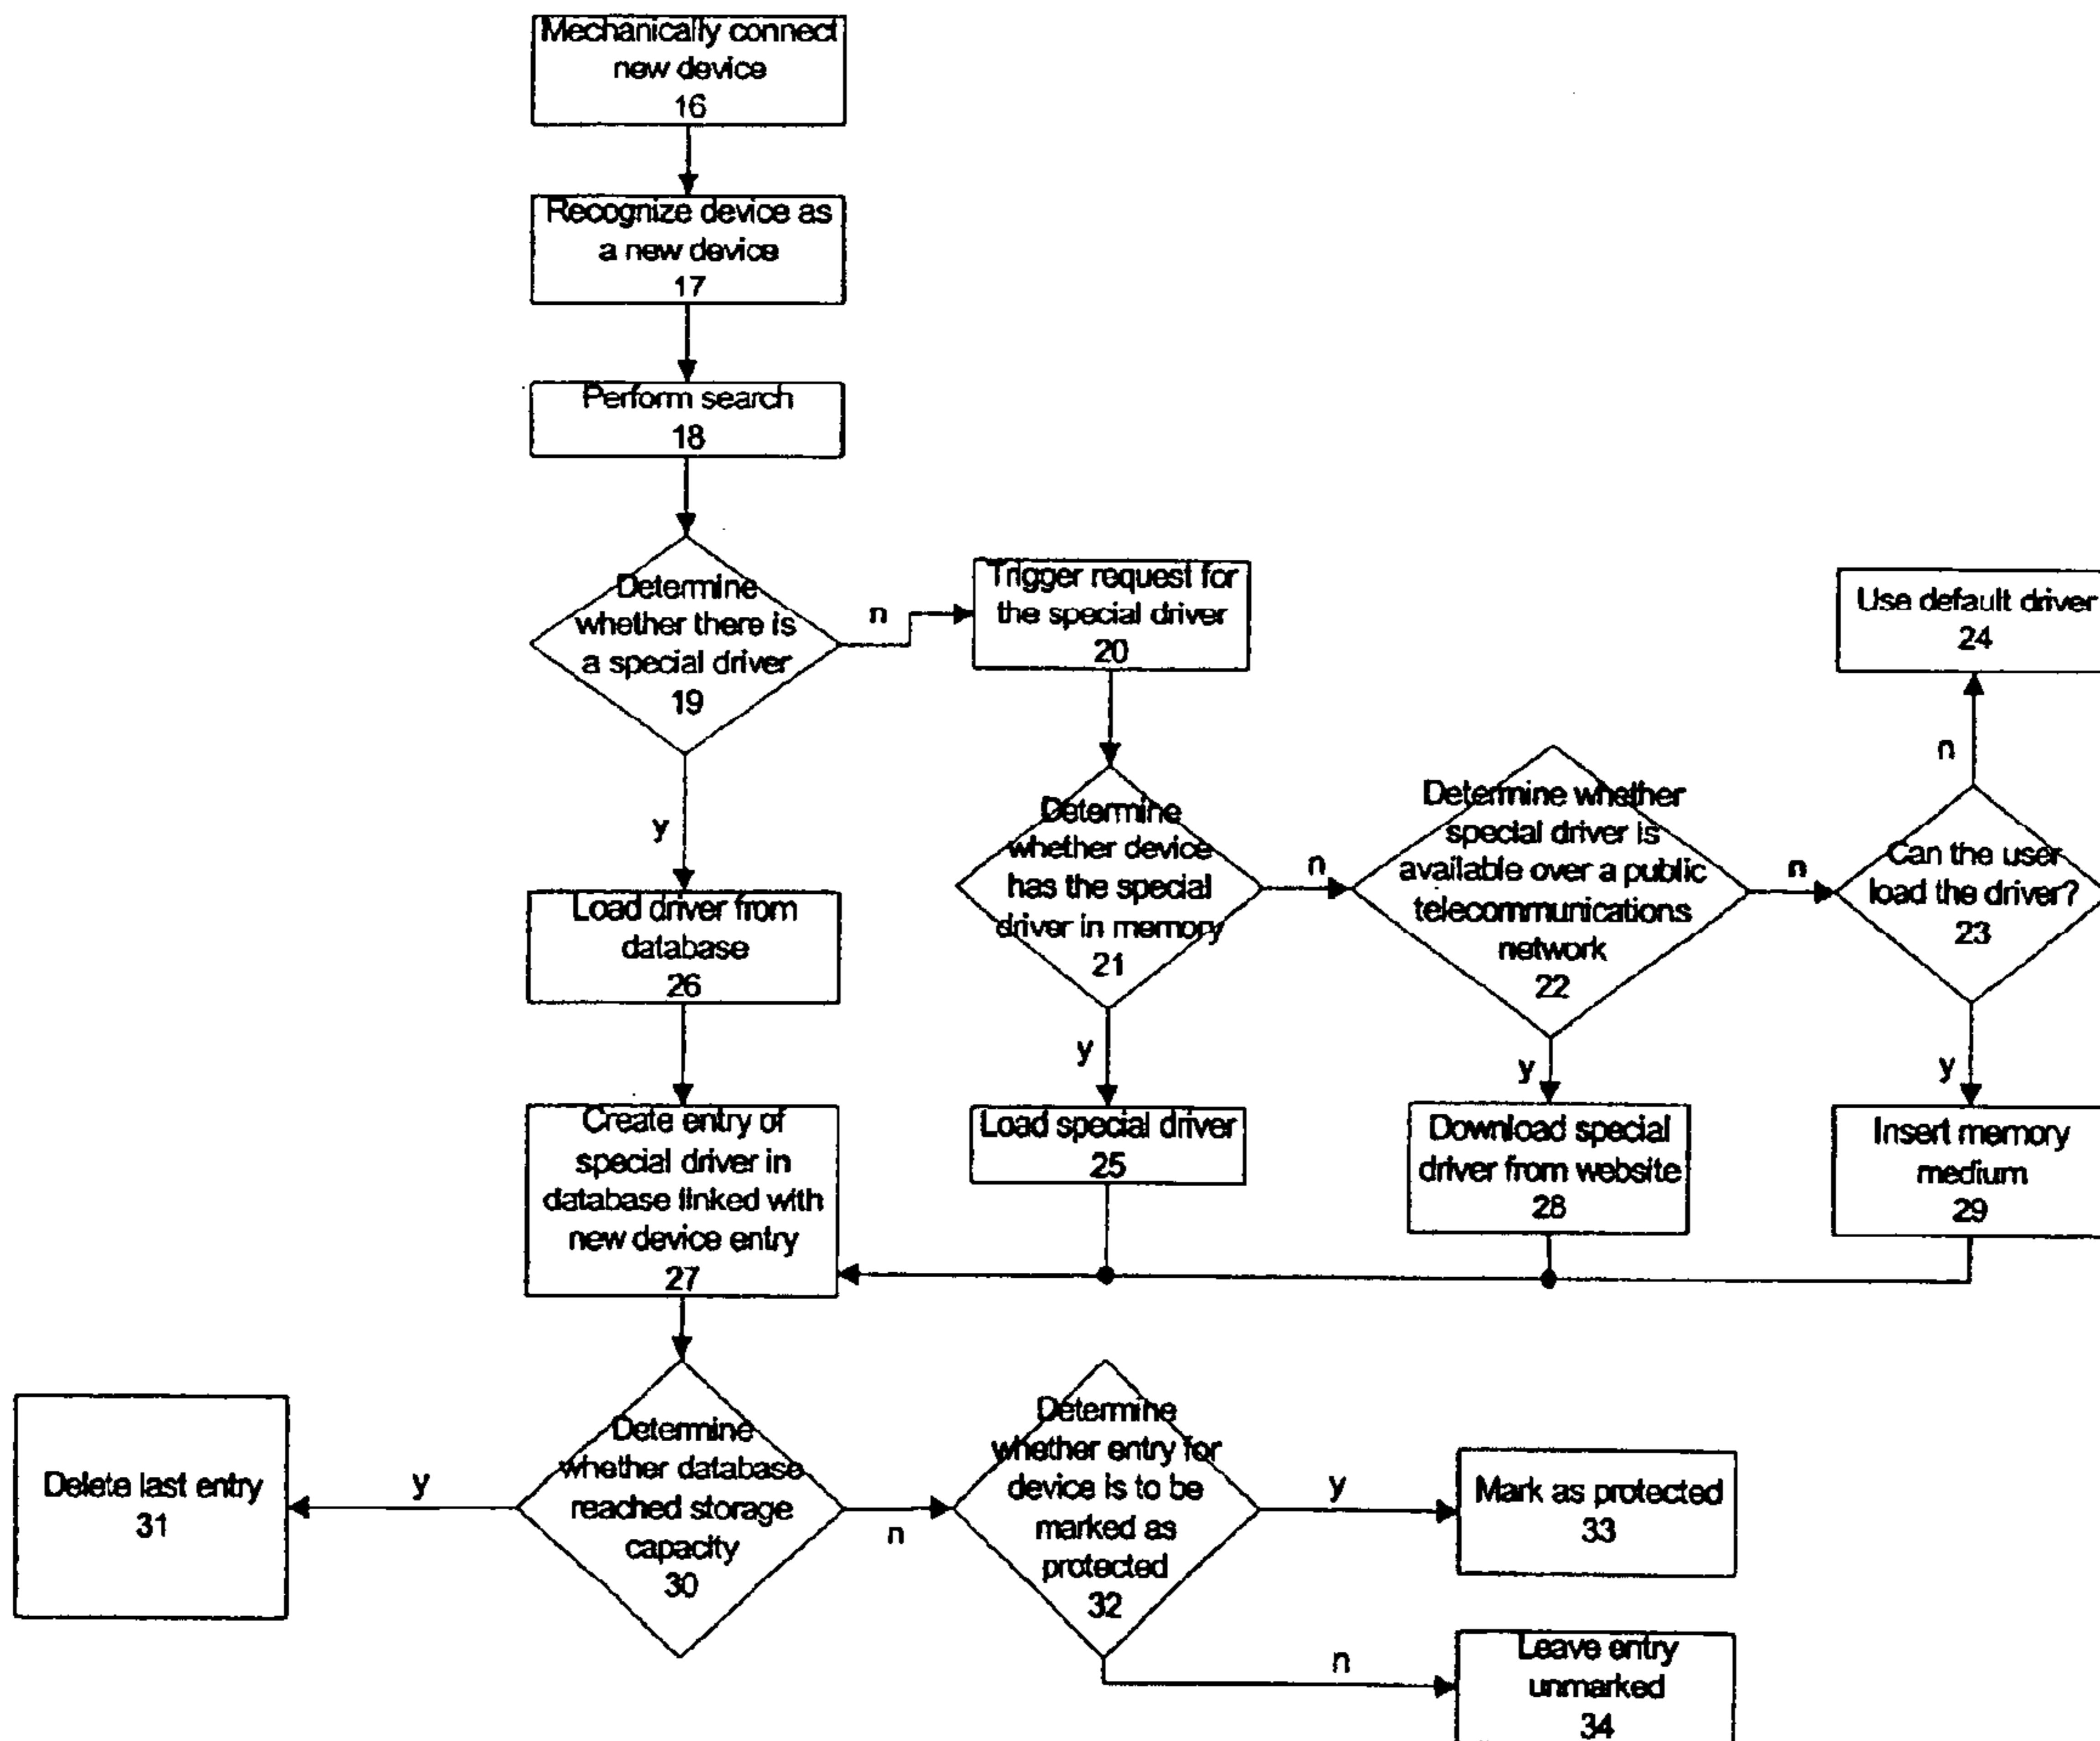 Mechanically connect
new device
16
Recognize device as
a new device
17
Perform search
18
Determine
whether there is
a special driver
19
n
y
Trigger request for
the special driver
20
Determine
whether device
has the special
driver in memory
21
n
y
Determine whether
special driver is
available over a public
telecommunications
network
22
n
y
Can the user
load the driver?
23
n
y
Use default driver
24
Load driver from
database
26
Create entry of
special driver in
database linked with
new device entry
27
Load special driver
25
Download special
driver from website
28
Insert memory
medium
29
Determine
whether database
reached storage
capacity
30
y
n
Delete last entry
31
Determine
whether entry for
device is to be
marked as
protected
32
y
n
Mark as protected
33
Leave entry
unmarked
34